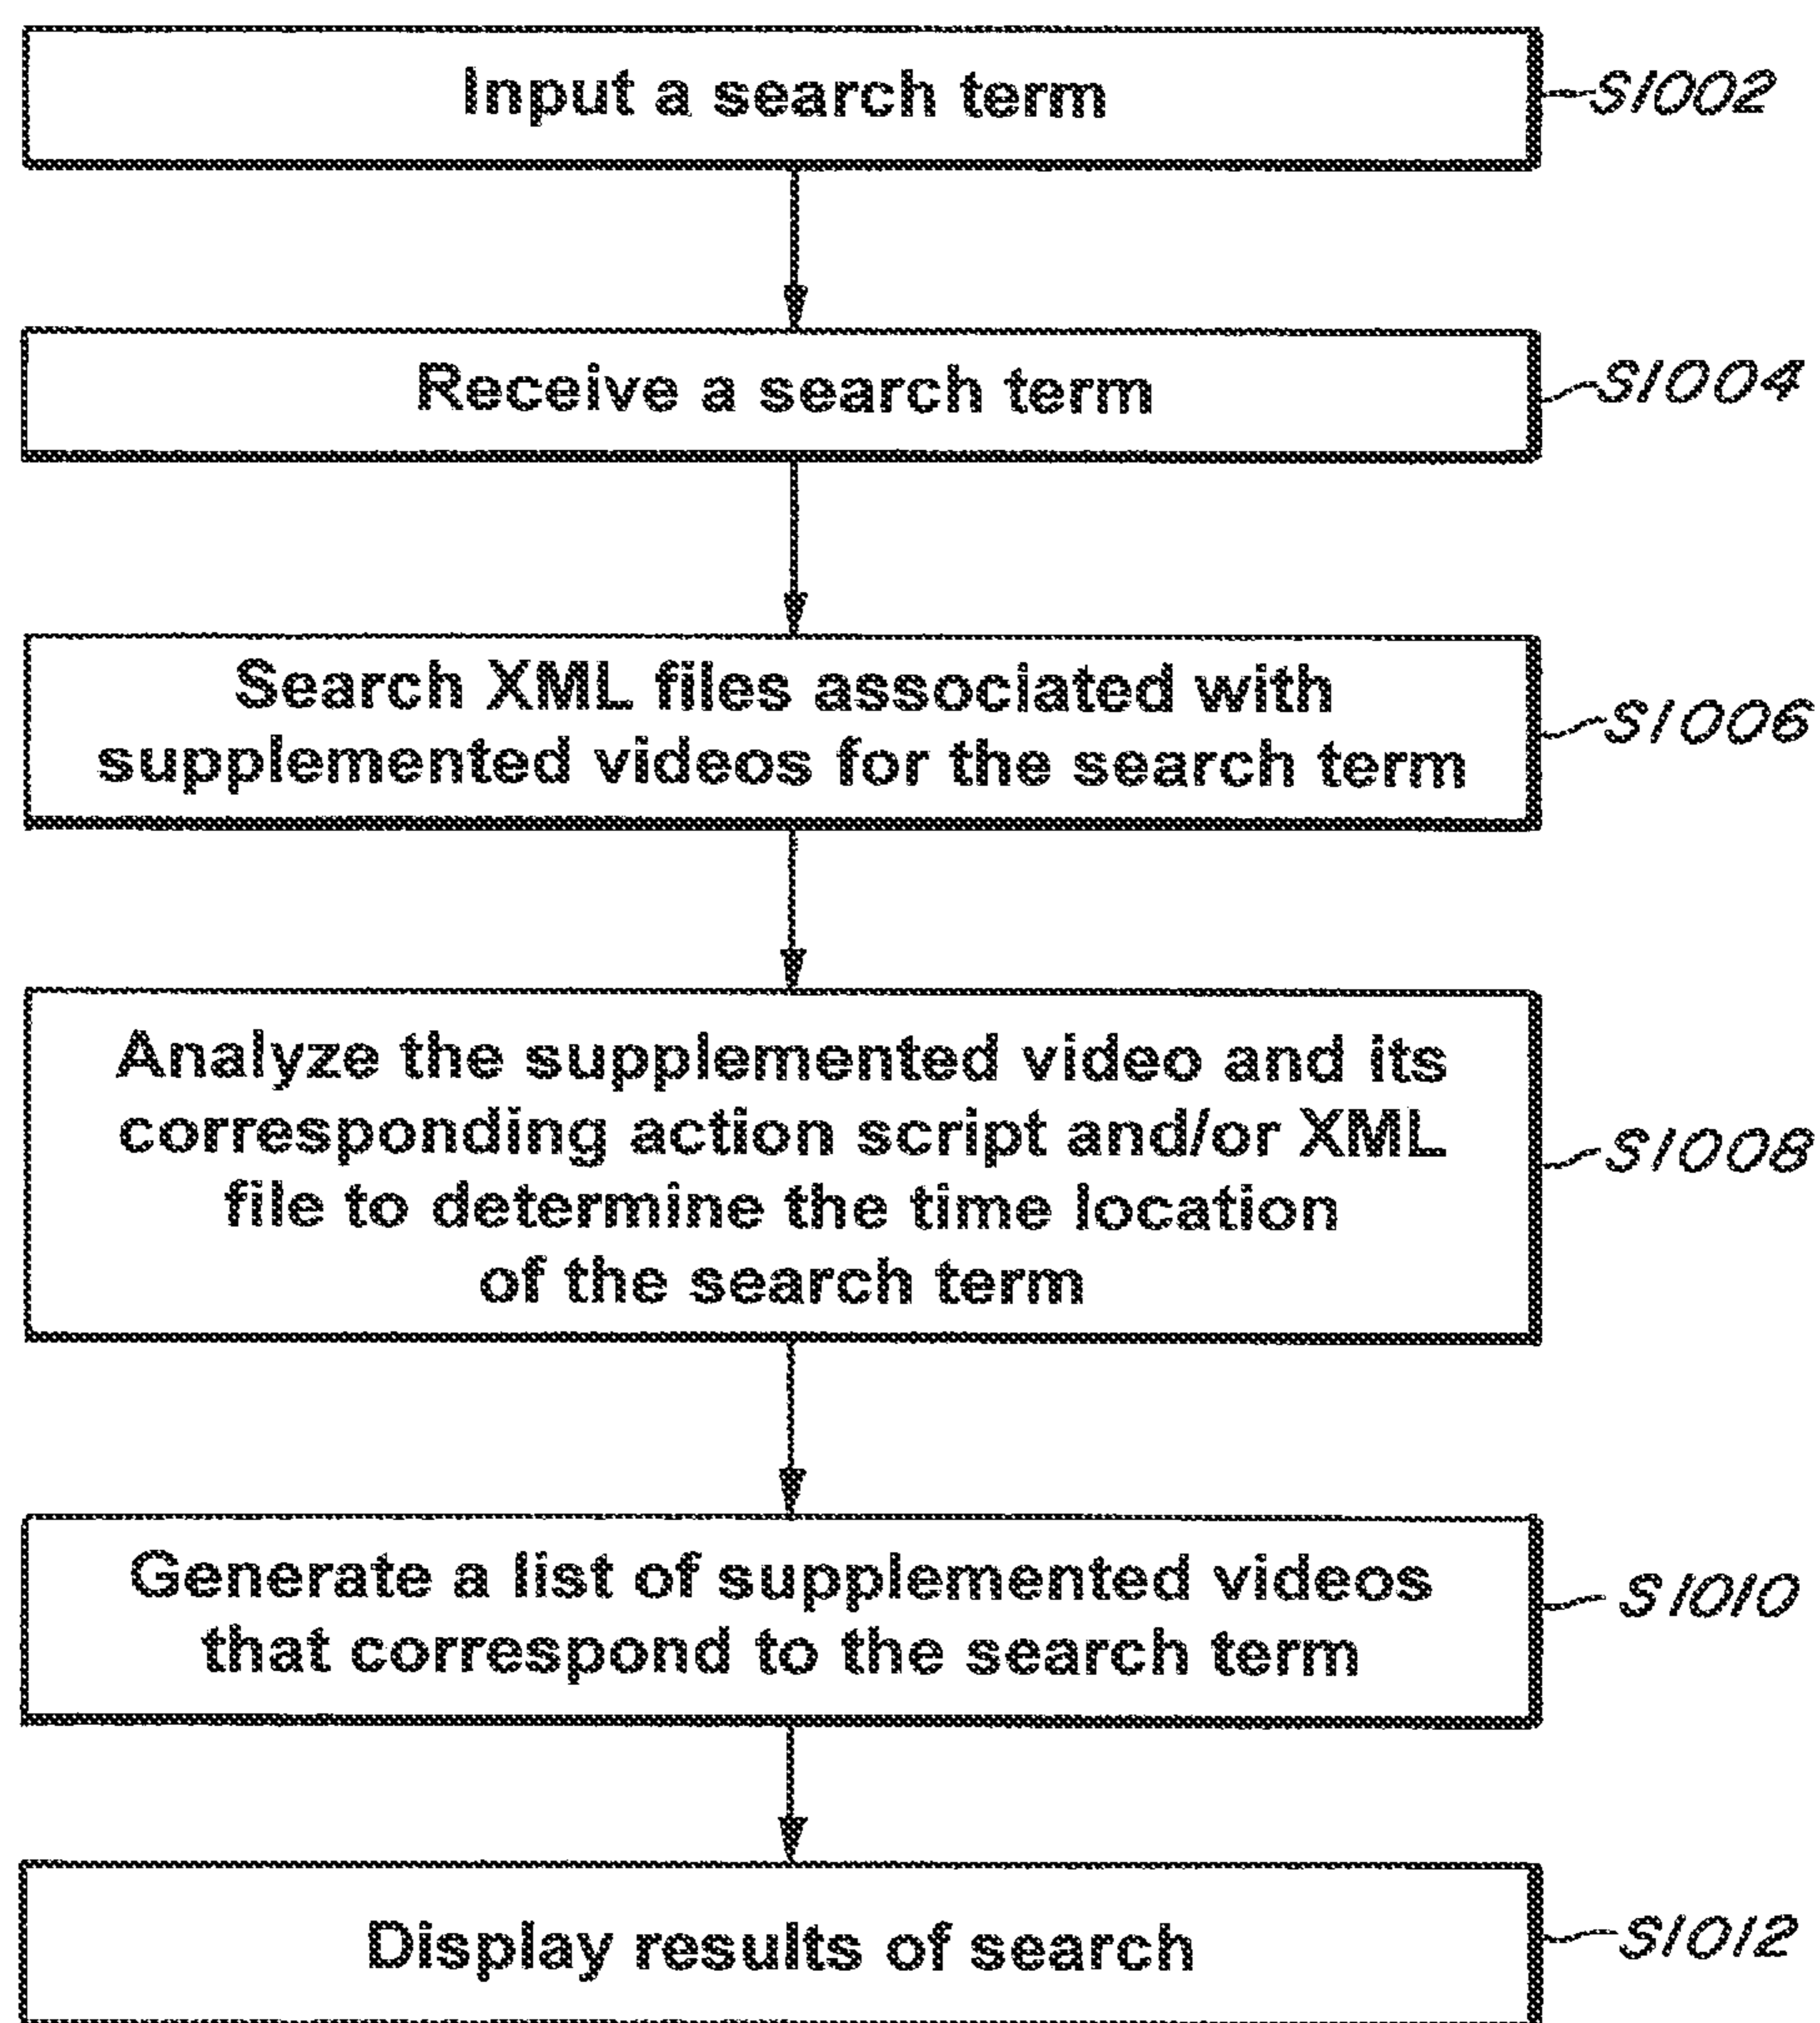 Input a search term
S1002
Receive a search term
S1004
Search XML files associated with
supplemented videos for the search term
S1006
Analyze the supplemented video and its
corresponding action script and/or XML
file to determine the time location
of the search term
S1008
Generate a list of supplemented videos
that correspond to the search term
S1010
Display results of search
S1012